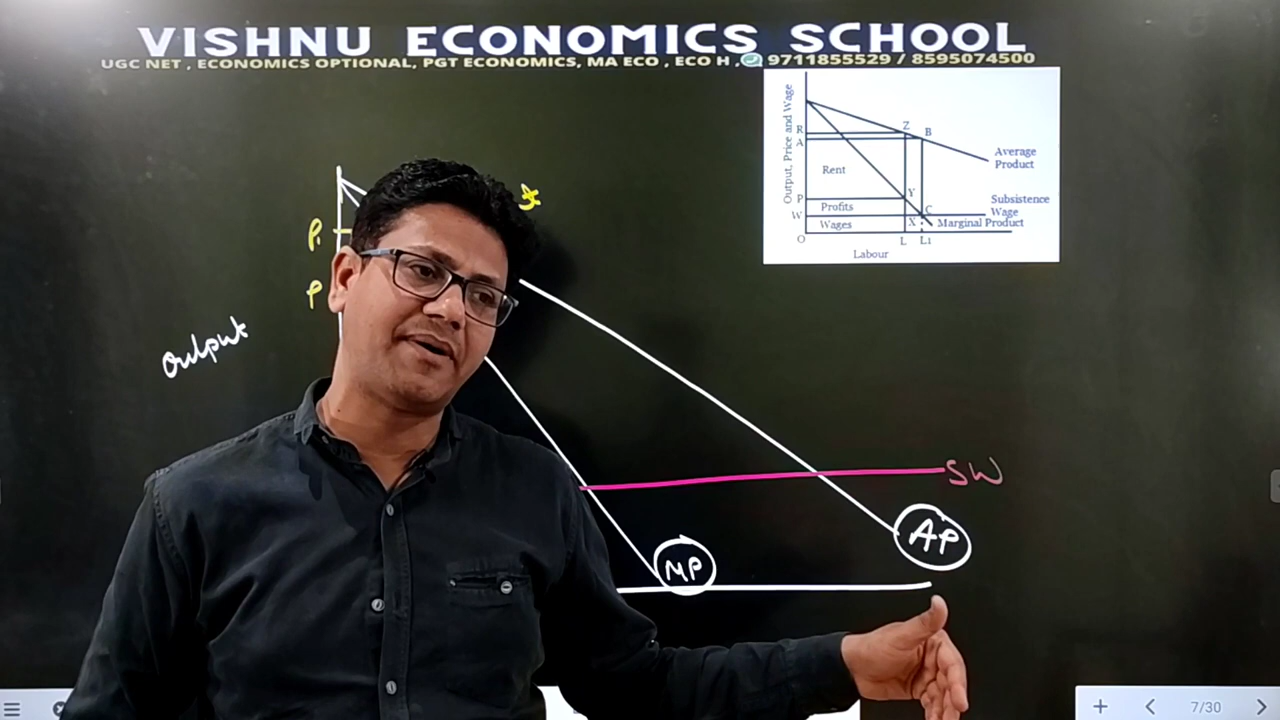 VISHNU ECONOMICS SCHOOL
UGC NET , ECONOMICS OPTIONAL, PGT ECONOMICS, MA ECO , ECO H , 9711855529 / 8595074500
Output, Price and Wage
R
A
P
W
O
Z
B
Y
C
X
L
L1
Rent
Profits
Wages
Average
Product
Subsistence
Wage
Marginal Product
Labour
P1
P
Output
SW
AP
MP
7/30